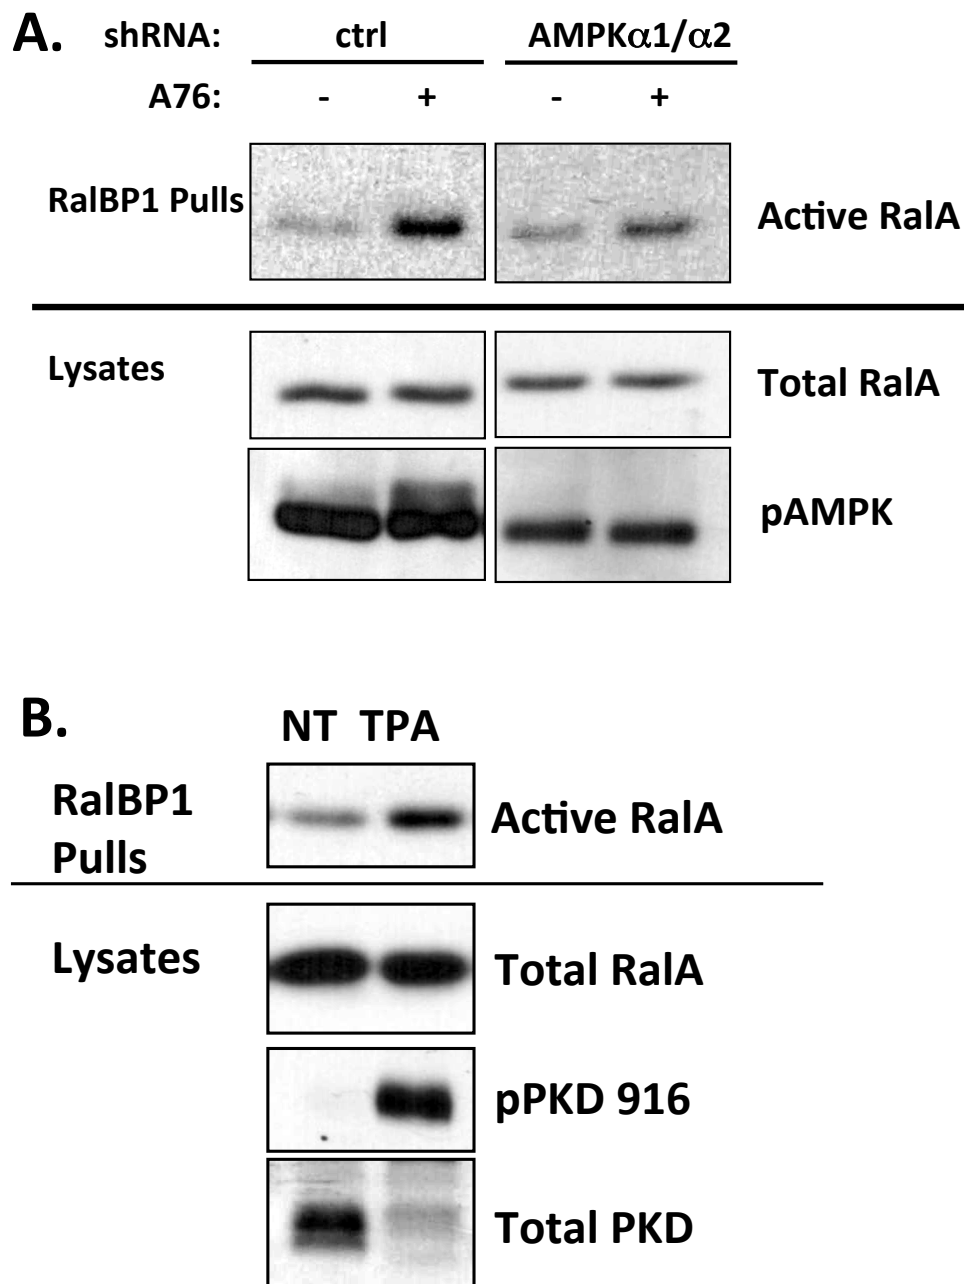 A. shRNA: ctrl AMPKα1/α2
A76: - + - +
RalBP1 Pulls Active RalA
Lysates Total RalA
pAMPK
B. NT TPA
RalBP1
Pulls Active RalA
Lysates Total RalA
pPKD 916
Total PKD